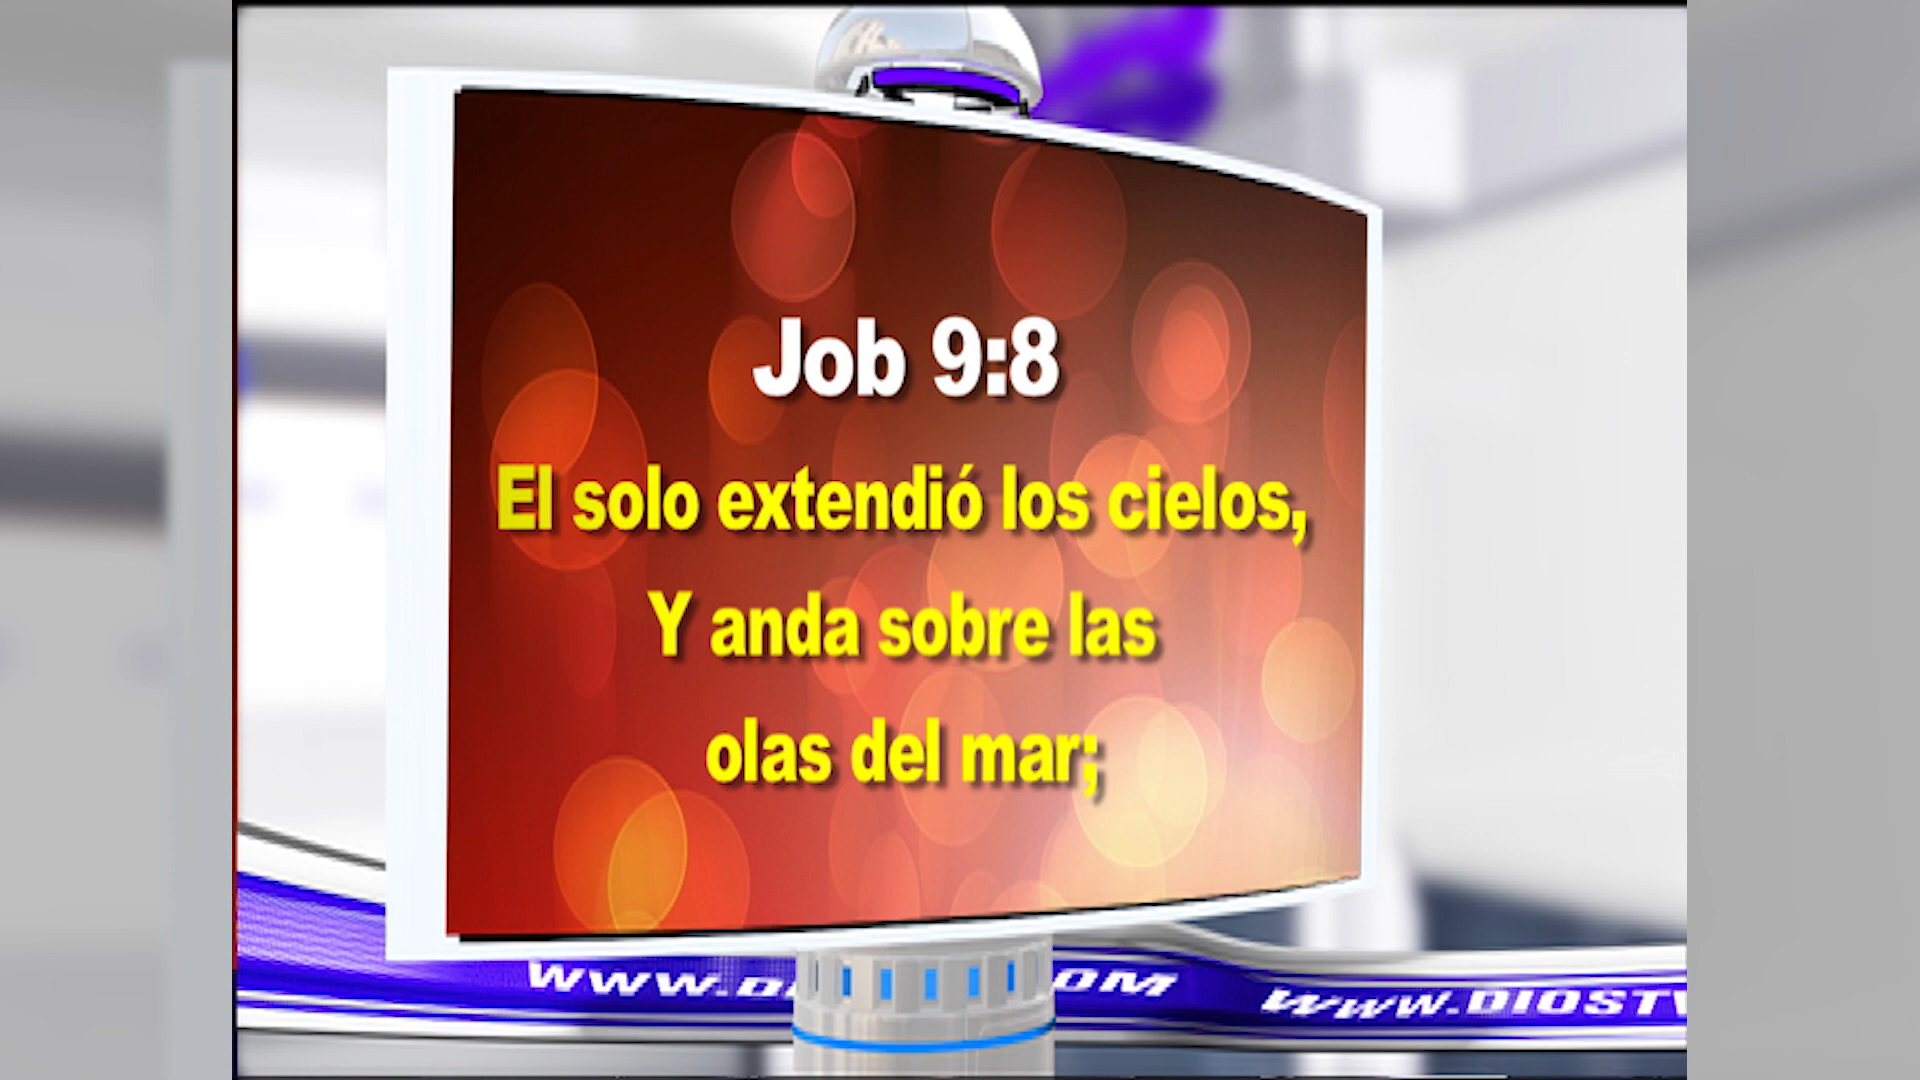 Job 9:8
El solo extendió los cielos,
Y anda sobre las
olas del mar;
WWW.DIOSTV